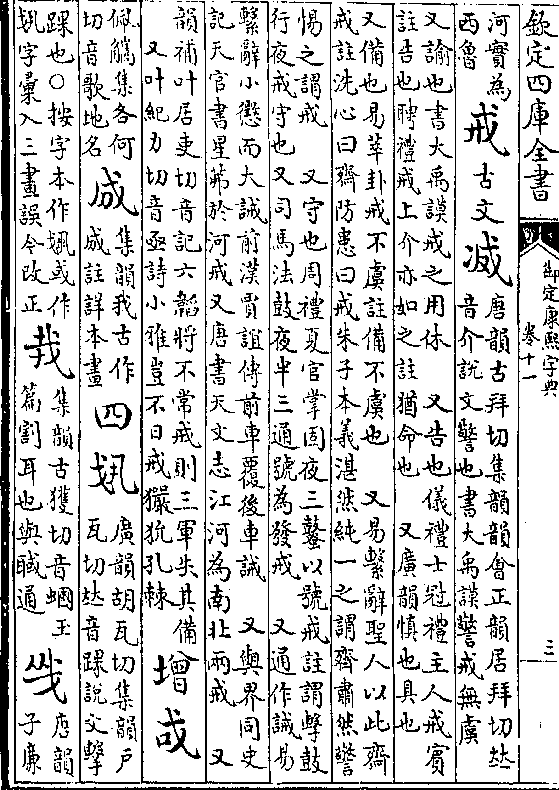 欽定四庫全書
御定康熙字典
卷十一
三
河實為
西魯
戒
古文
𢦶
唐韻古拜切集韻韻會正韻居拜切𠀤
音介說文警也書大禹謨警戒無虞
又諭也書大禹謨戒之用休 又告也儀禮士冠禮主人戒賓
註告也聘禮戒上介亦如之註猶命也 又廣韻慎也具也
又備也易萃卦戒不虞註備不虞也 又易繫辭聖人以此齋
戒註洗心曰齋防患曰戒朱子本義湛然純一之謂齋肅然警
惕之謂戒 又守也周禮夏官掌固夜三鼜以號戒註謂擊鼓
行夜戒守也又司馬法鼓夜半三通號為發戒 又通作誡易
繫辭小懲而大誡前漢賈誼傳前車覆後車誡 又與界同史
記天官書星茀於河戒又唐書天文志江河為南北兩戒 又
韻補叶居吏切音記六韜將不常戒則三軍失其備
又叶紀力切音亟詩小雅豈不日戒玁狁孔棘
增
𢦩
佩觿集各何
切音歌地名
成
集韻我古作
成註詳本畫
四
㚲
廣韻胡瓦切集韻戶
瓦切𠀤音踝說文擊
踝也○按字本作㚲或作
㚲字彙入三畫誤今改正
𢦤
集韻古獲切音蟈玉
篇割耳也與聝通
𢦏
唐韻
子廉